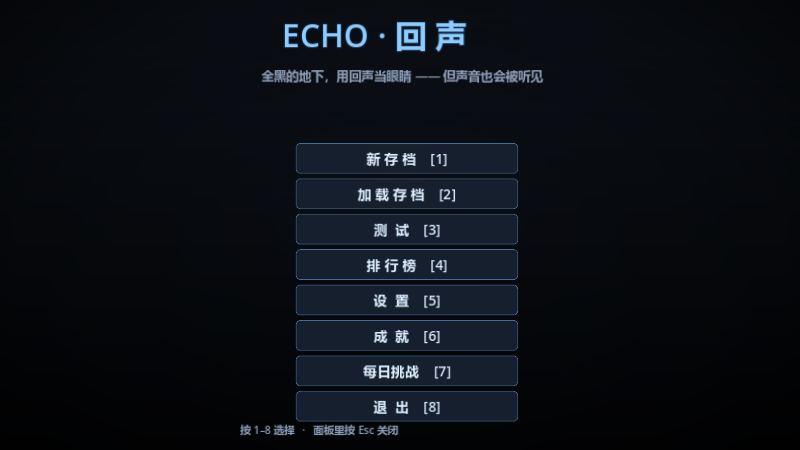 ECHO · 回 声
全黑的地下，用回声当眼睛 —— 但声音也会被听见
新 存 档 [1]
加 载 存 档 [2]
测 试 [3]
排 行 榜 [4]
设 置 [5]
成 就 [6]
每日挑战 [7]
退 出 [8]
按 1–8 选择 · 面板里按 Esc 关闭